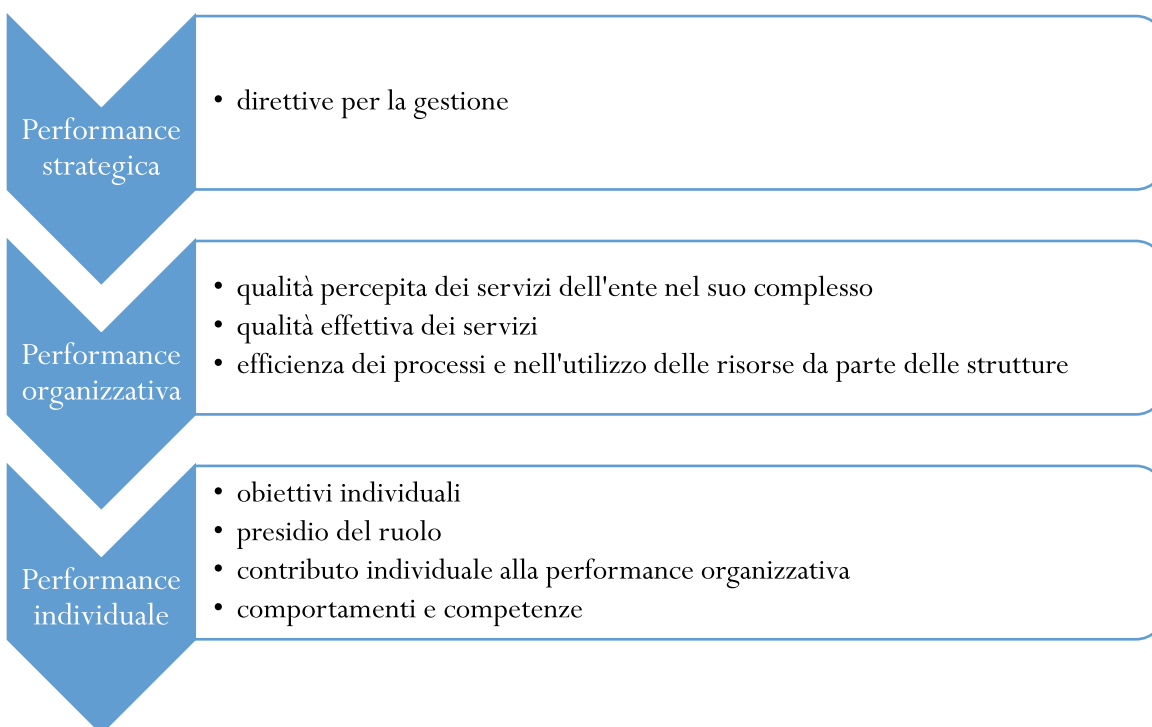 Performance
strategica
• direttive per la gestione
Performance
organizzativa
• qualità percepita dei servizi dell'ente nel suo complesso
• qualità effettiva dei servizi
• efficienza dei processi e nell'utilizzo delle risorse da parte delle strutture
Performance
individuale
• obiettivi individuali
• presidio del ruolo
• contributo individuale alla performance organizzativa
• comportamenti e competenze